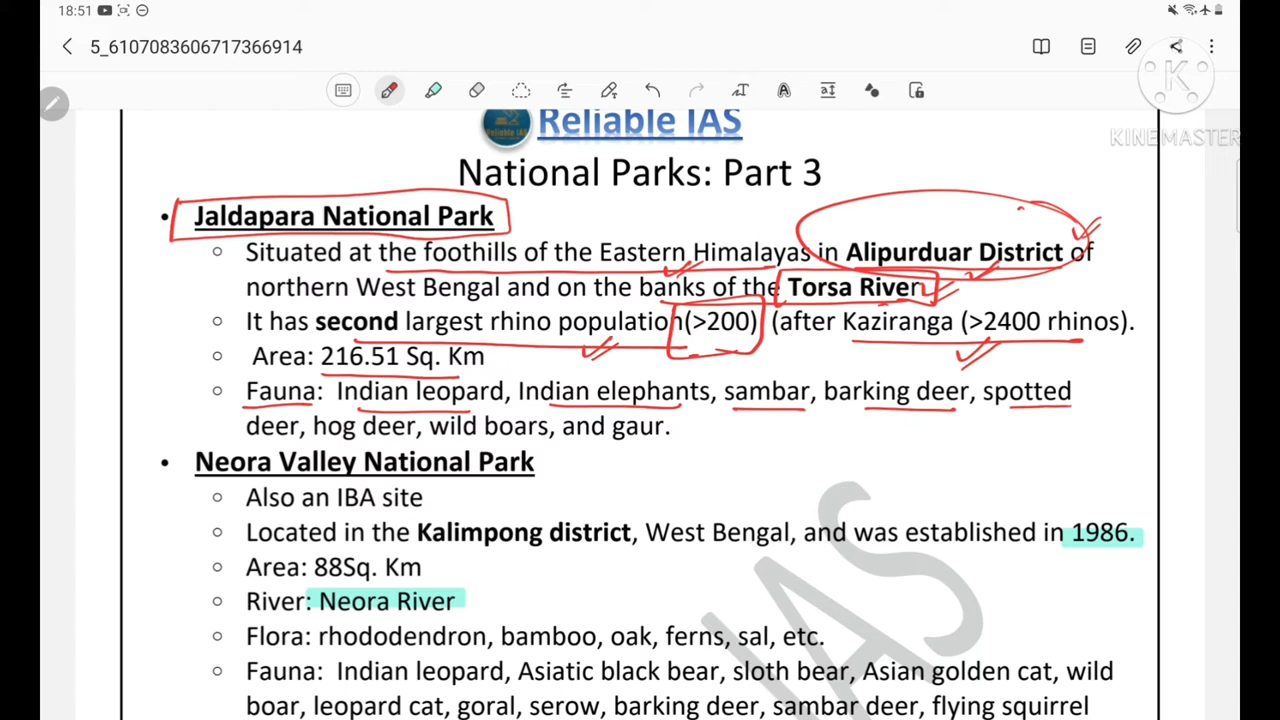 18:51
5_6107083606717366914
KINEMASTER
Reliable IAS
National Parks: Part 3
• Jaldapara National Park
○ Situated at the foothills of the Eastern Himalayas in Alipurduar District of
northern West Bengal and on the banks of the Torsa River
○ It has second largest rhino population(>200) (after Kaziranga (>2400 rhinos).
○ Area: 216.51 Sq. Km
○ Fauna: Indian leopard, Indian elephants, sambar, barking deer, spotted
deer, hog deer, wild boars, and gaur.
• Neora Valley National Park
○ Also an IBA site
○ Located in the Kalimpong district, West Bengal, and was established in 1986.
○ Area: 88Sq. Km
○ River: Neora River
○ Flora: rhododendron, bamboo, oak, ferns, sal, etc.
○ Fauna: Indian leopard, Asiatic black bear, sloth bear, Asian golden cat, wild
boar, leopard cat, goral, serow, barking deer, sambar deer, flying squirrel
IAS